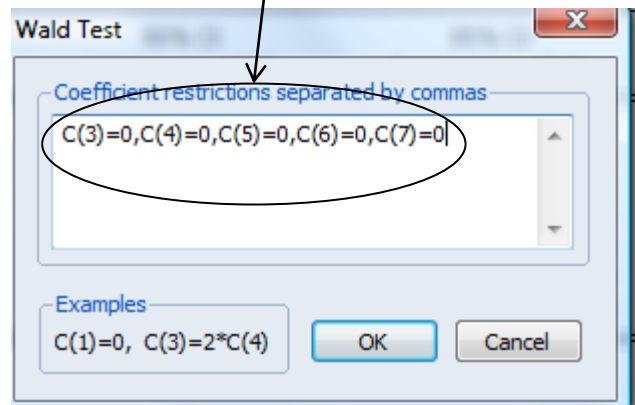 Wald Test
Coefficient restrictions separated by commas
C(3)=0,C(4)=0,C(5)=0,C(6)=0,C(7)=0
Examples
C(1)=0, C(3)=2*C(4)
OK
Cancel